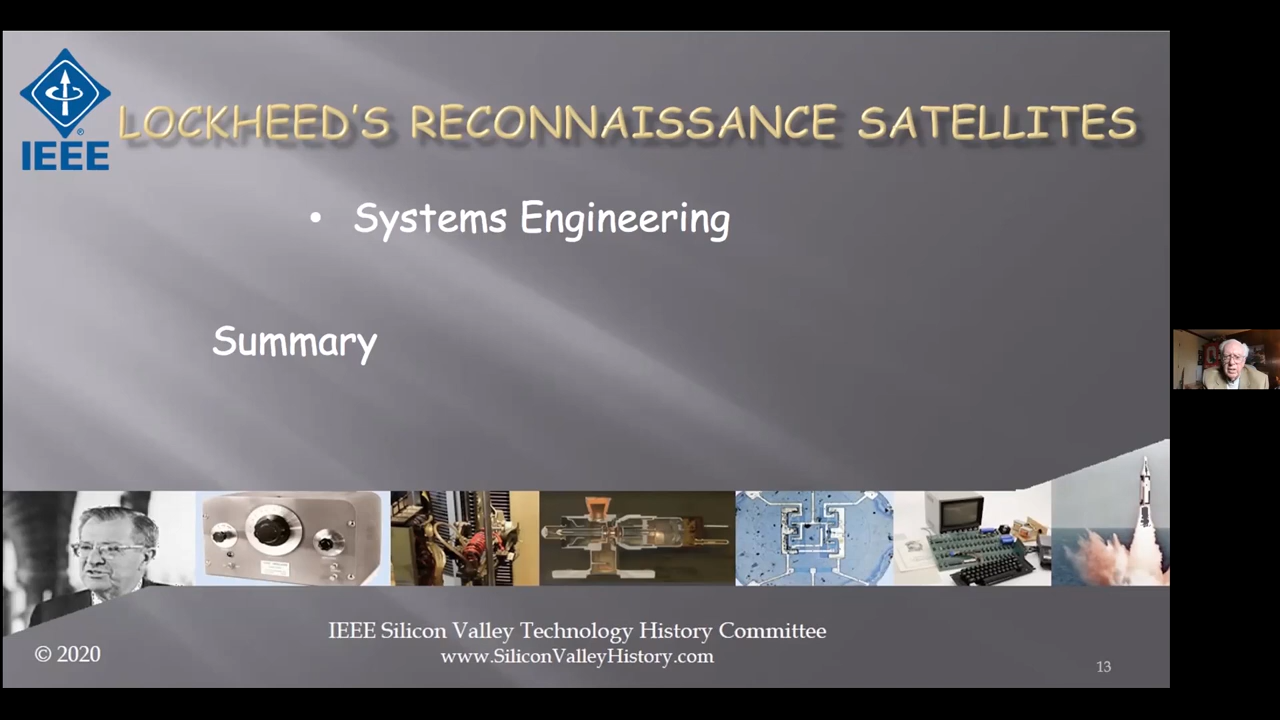 LOCKHEED'S RECONNAISSANCE SATELLITES
®
IEEE
• Systems Engineering
Summary
IEEE Silicon Valley Technology History Committee
© 2020
www.SiliconValleyHistory.com
13